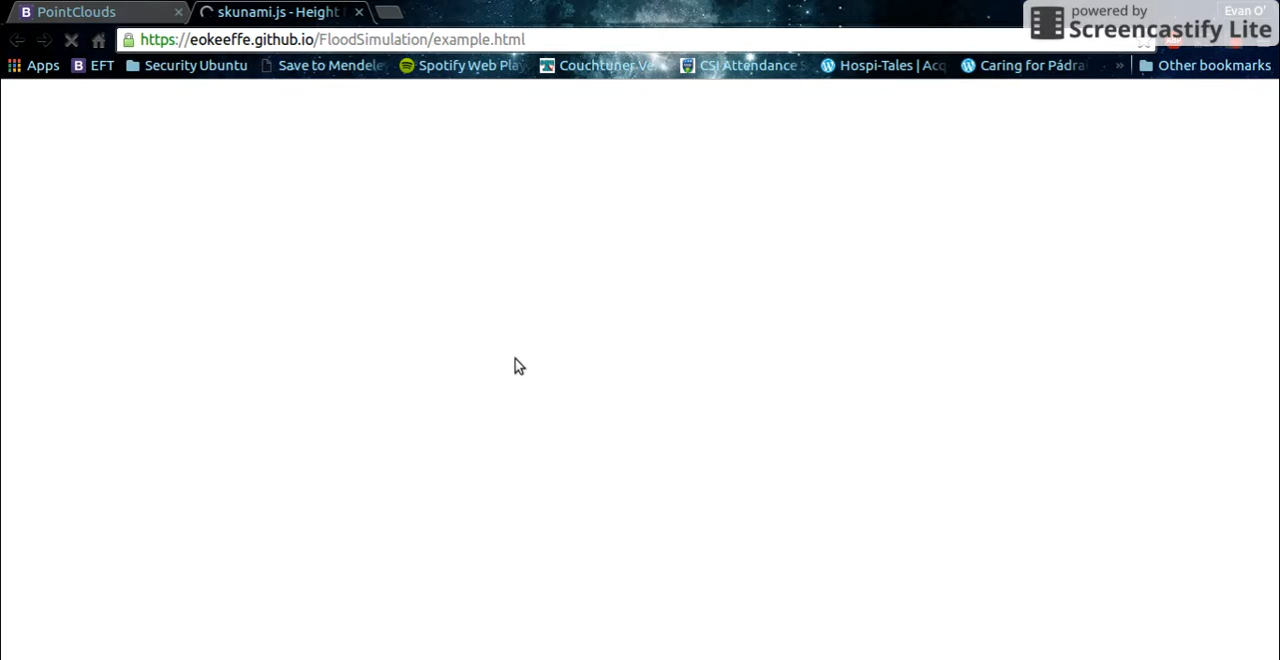 PointClouds
skunami.js - Height
Evan O'
powered by
Screencastify Lite
https://eokeeffe.github.io/FloodSimulation/example.html
Apps
EFT
Security Ubuntu
Save to Mendele
Spotify Web Play
Couchtuner Ve
CSI Attendance S
Hospi-Tales | Acq
Caring for Pádra
»
Other bookmarks